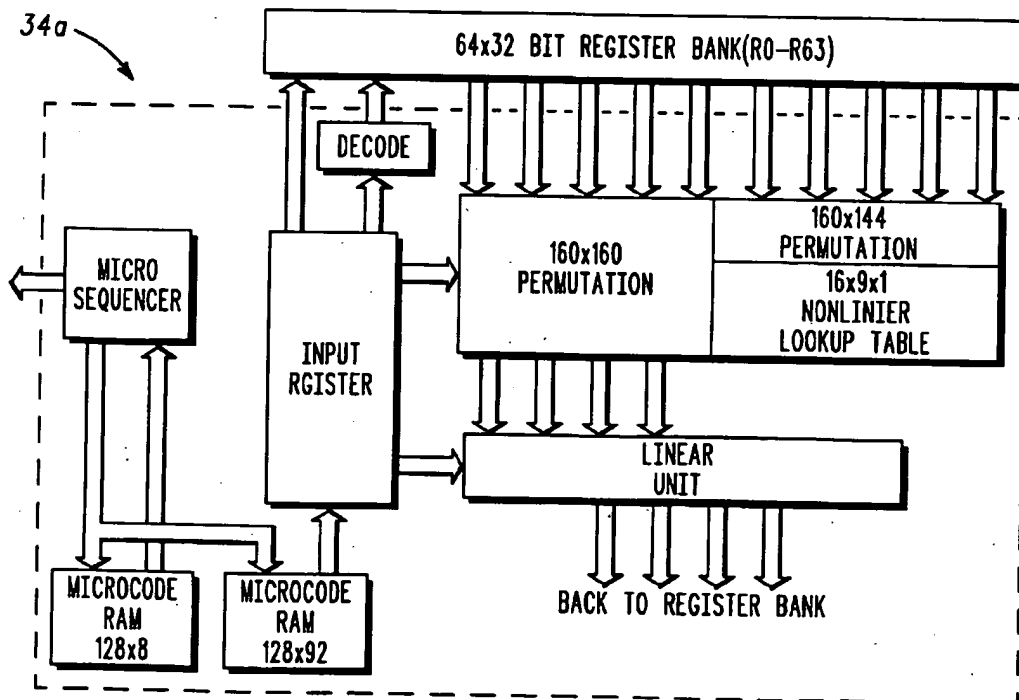 34a
64x32 BIT REGISTER BANK(R0-R63)
DECODE
MICRO
SEQUENCER
INPUT
RGISTER
160x160
PERMUTATION
160x144
PERMUTATION
16x9x1
NONLINIER
LOOKUP TABLE
LINEAR
UNIT
MICROCODE
RAM
128x8
MICROCODE
RAM
128x92
BACK TO REGISTER BANK